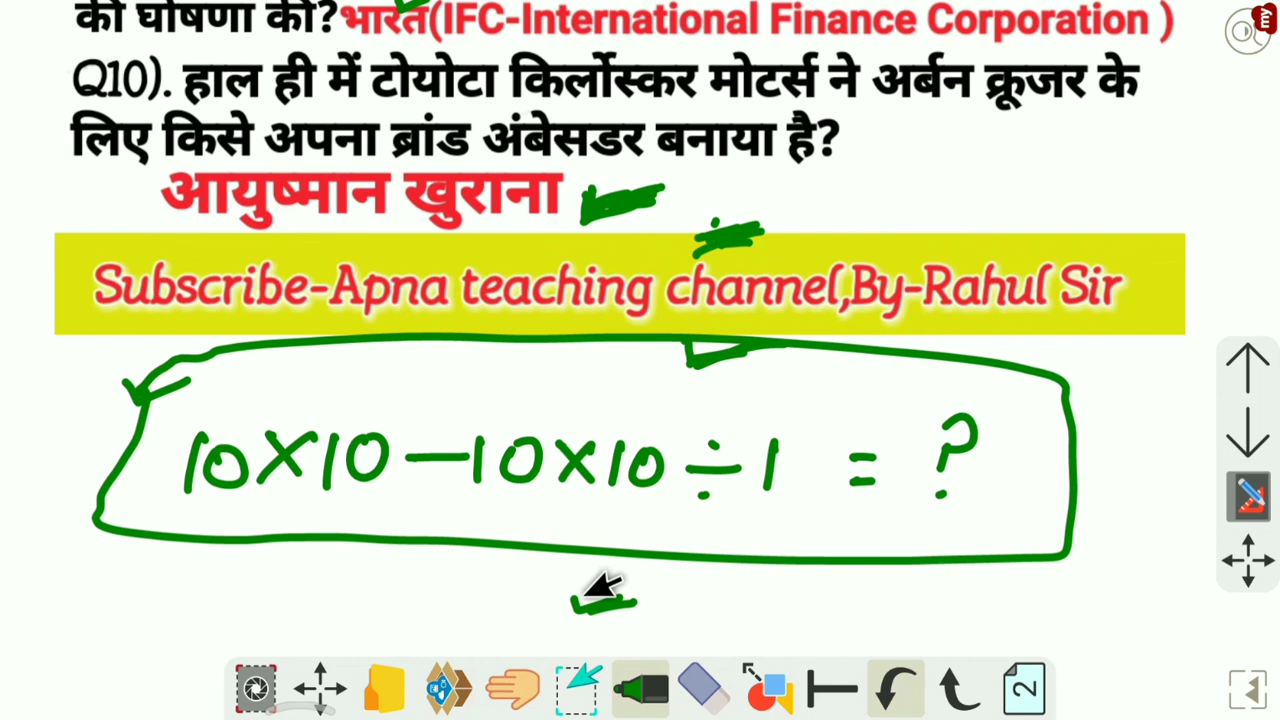 की घोषणा की?भारत(IFC-International Finance Corporation )
Q10). हाल ही में टोयोटा किर्लोस्कर मोटर्स ने अर्बन क्रूजर के
लिए किसे अपना ब्रांड अंबेसडर बनाया है?
आयुष्मान खुराना
Subscribe-Apna teaching channel,By-Rahul Sir
10×10−10×10÷1 = ?
2